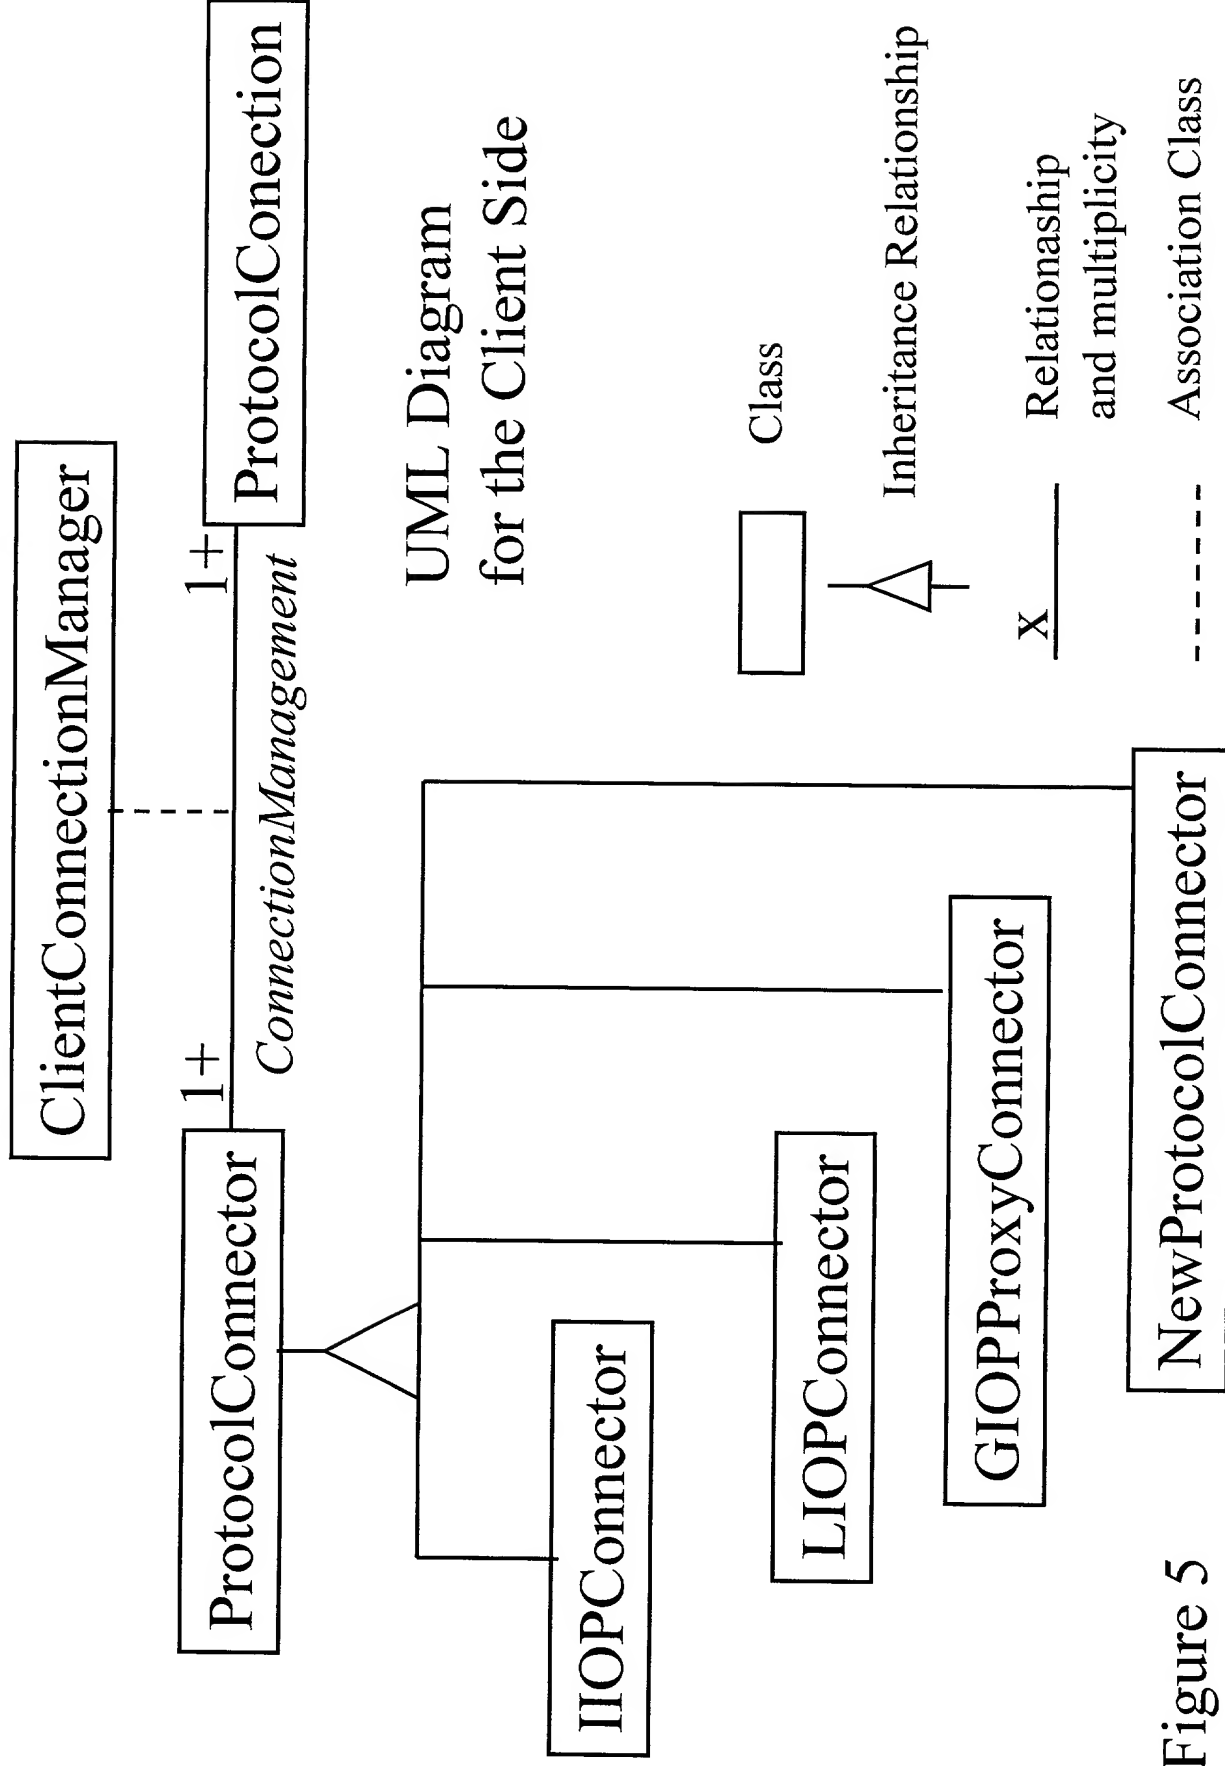 ClientConnectionManager
ProtocolConnector
1+
1+
ProtocolConection
ConnectionManagement
UML Diagram
for the Client Side
IIOPConnector
LIOPConnector
GIOPProxyConnector
NewProtocolConnector
Class
Inheritance Relationship
x
Relationaship
and multiplicity
Association Class
Figure 5